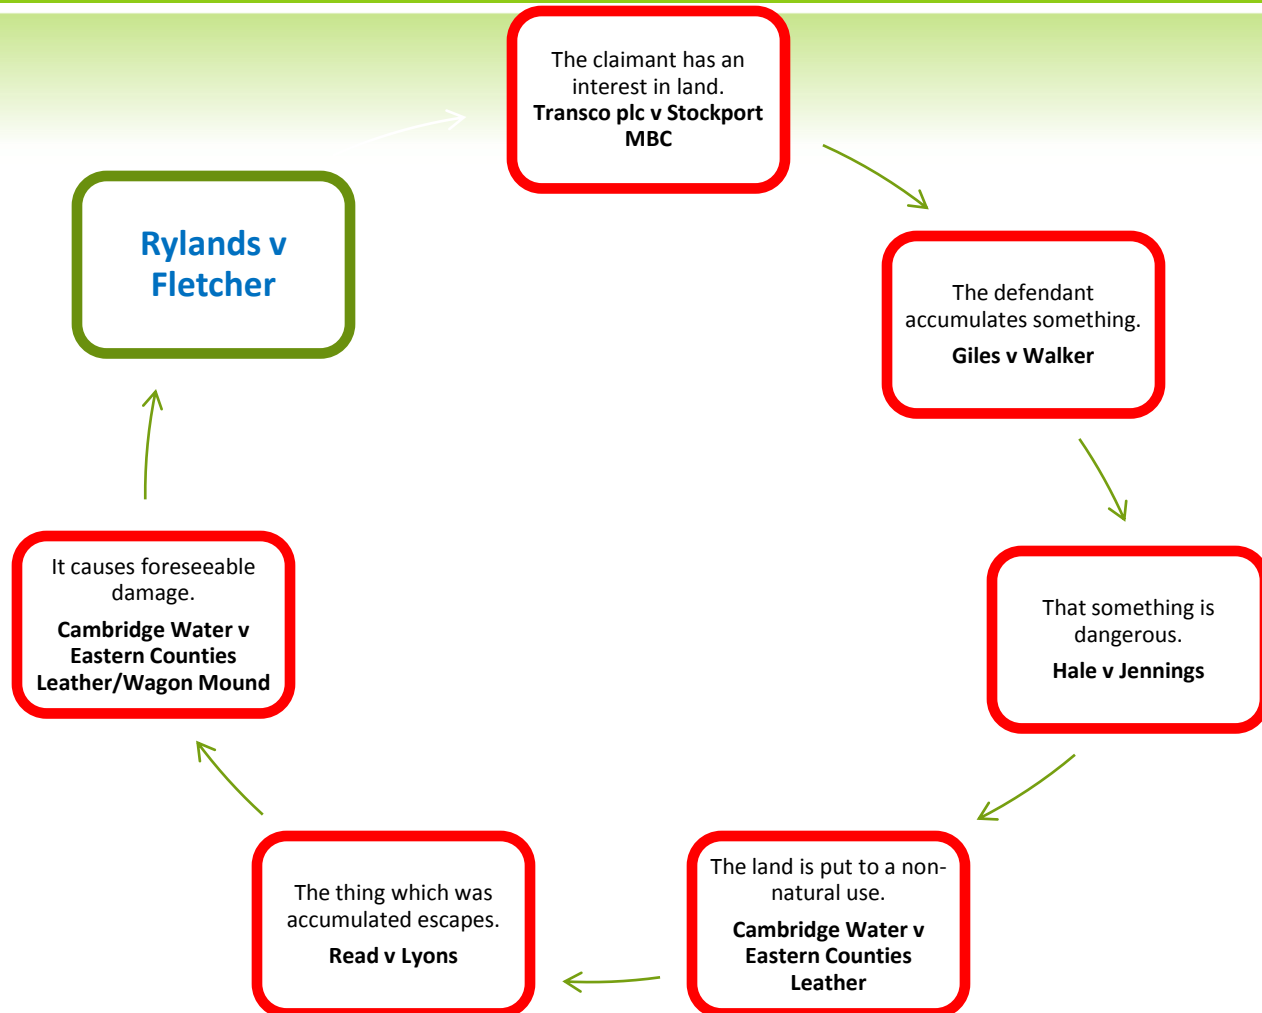 Rylands v
Fletcher
The claimant has an
interest in land.
Transco plc v Stockport
MBC
The defendant
accumulates something.
Giles v Walker
That something is
dangerous.
Hale v Jennings
The land is put to a non-
natural use.
Cambridge Water v
Eastern Counties
Leather
The thing which was
accumulated escapes.
Read v Lyons
It causes foreseeable
damage.
Cambridge Water v
Eastern Counties
Leather/Wagon Mound